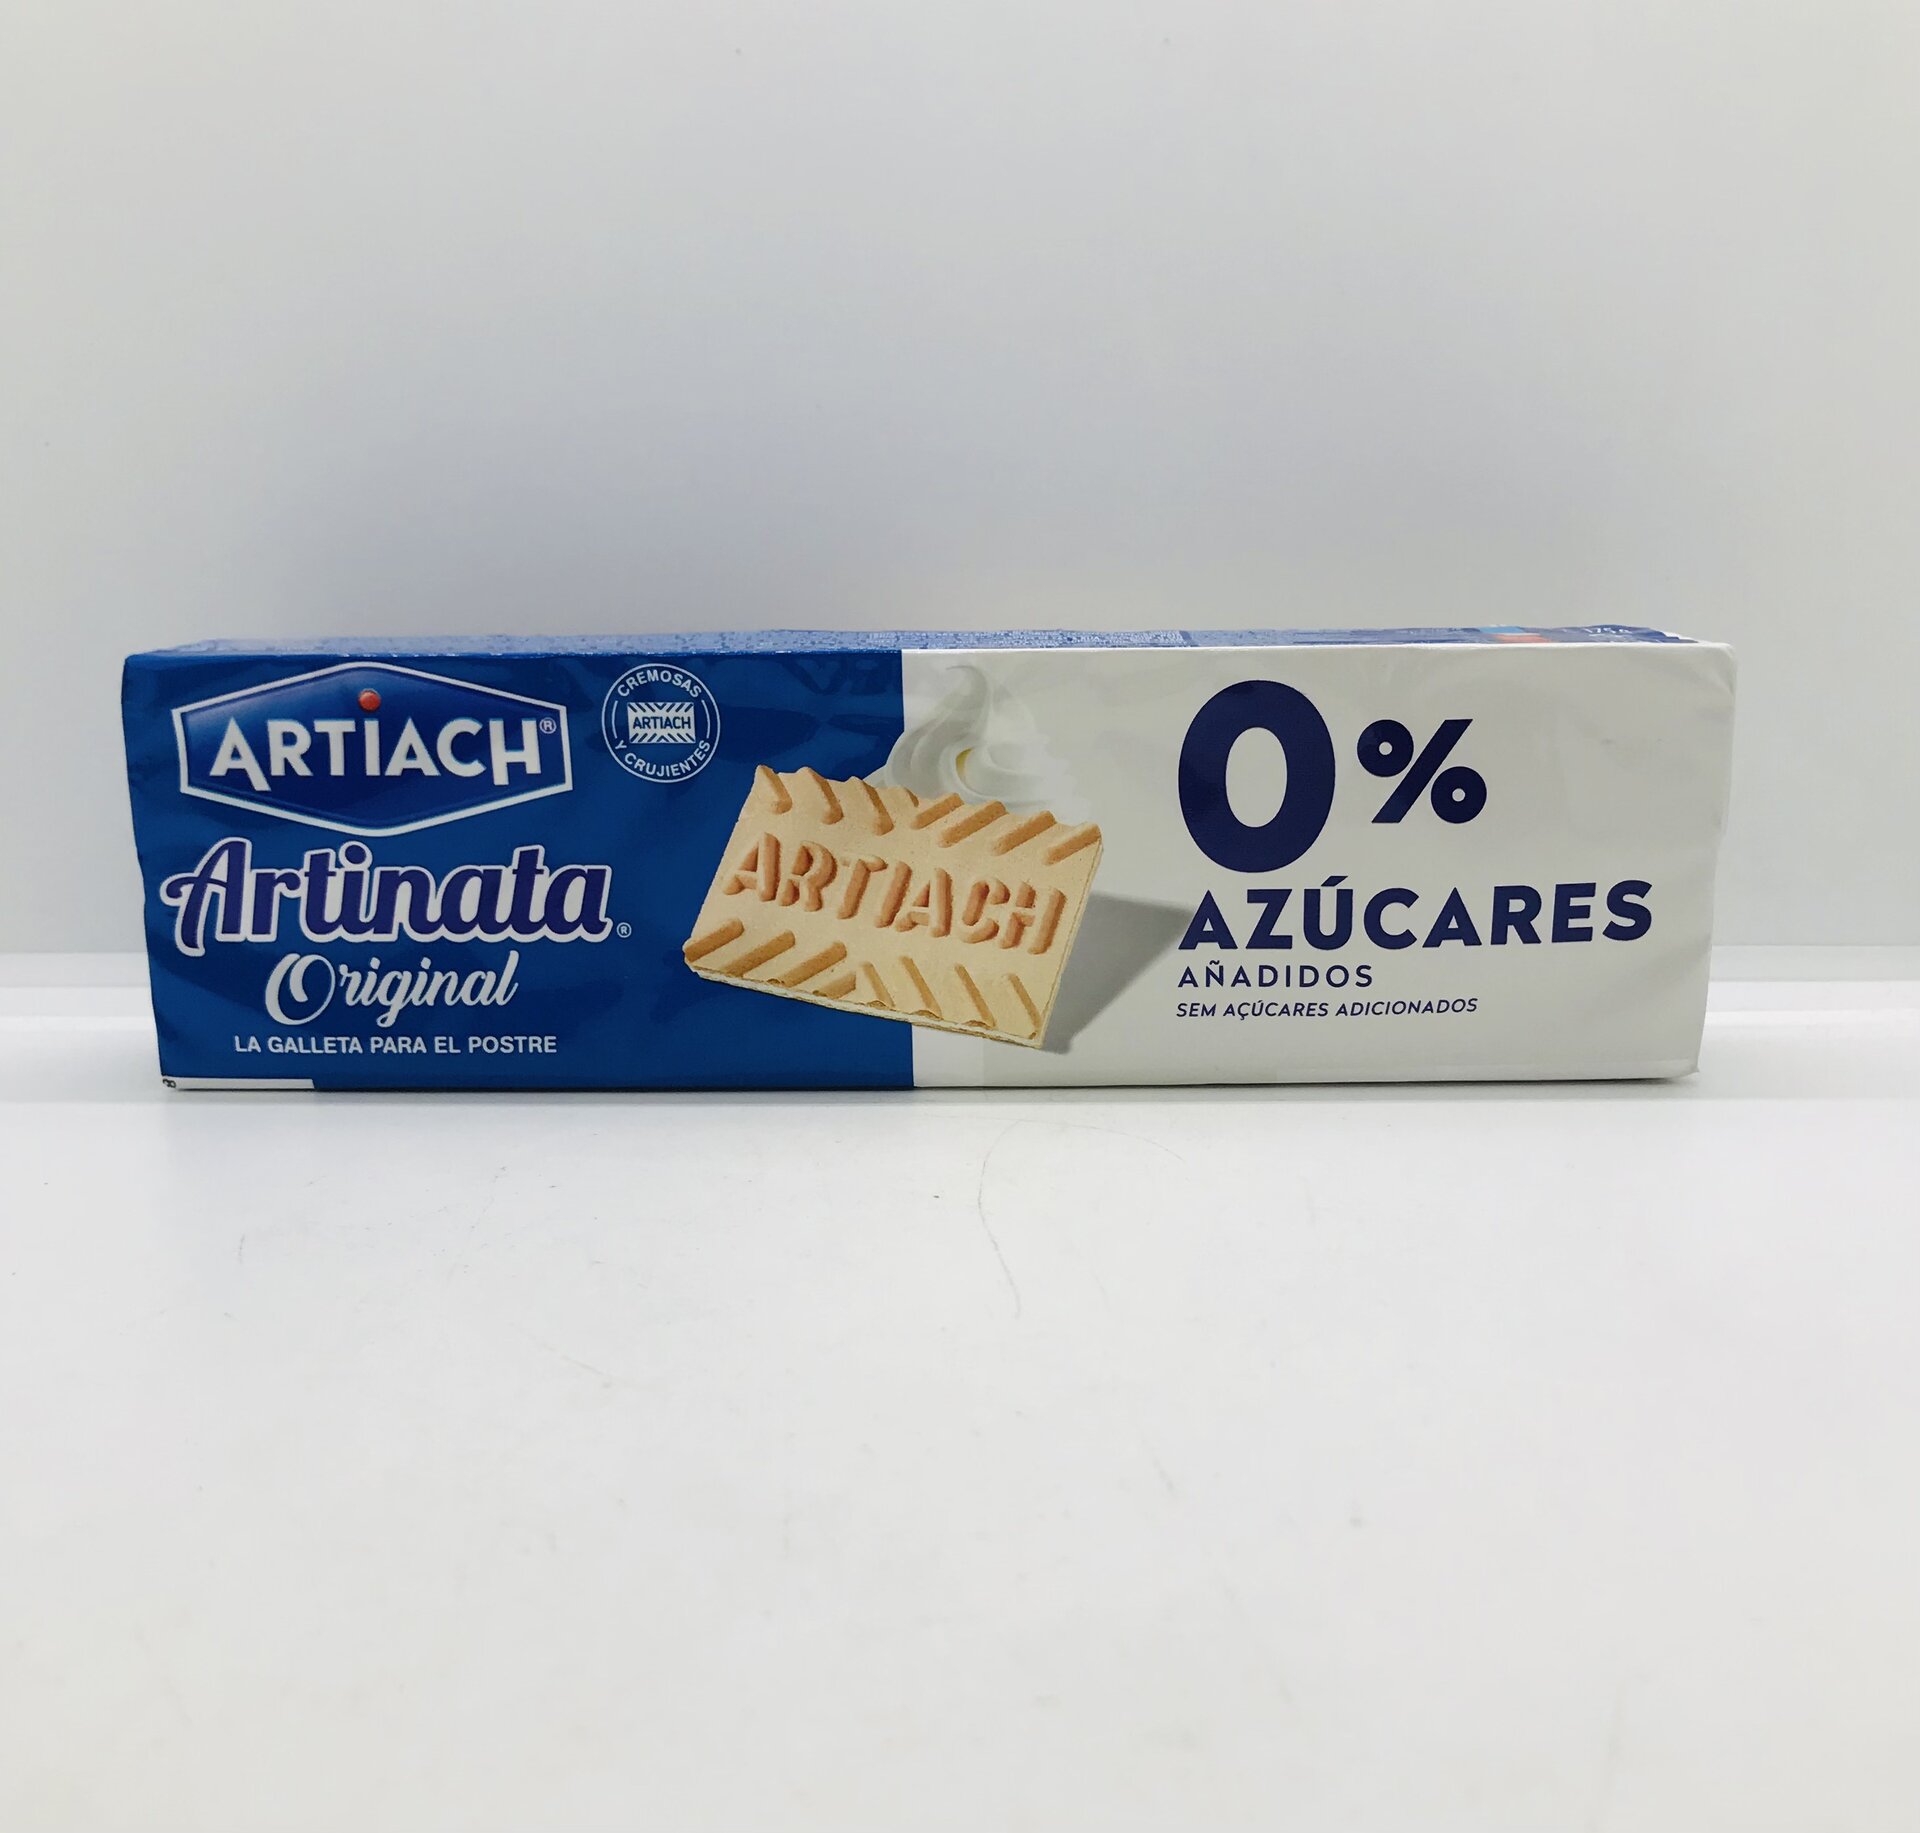 ARTIACH®
CREMOSAS
ARTIACH
Y CRUJIENTES
Artinata®
Original
LA GALLETA PARA EL POSTRE
ARTIACH
0%
AZÚCARES
AÑADIDOS
SEM AÇÚCARES ADICIONADOS